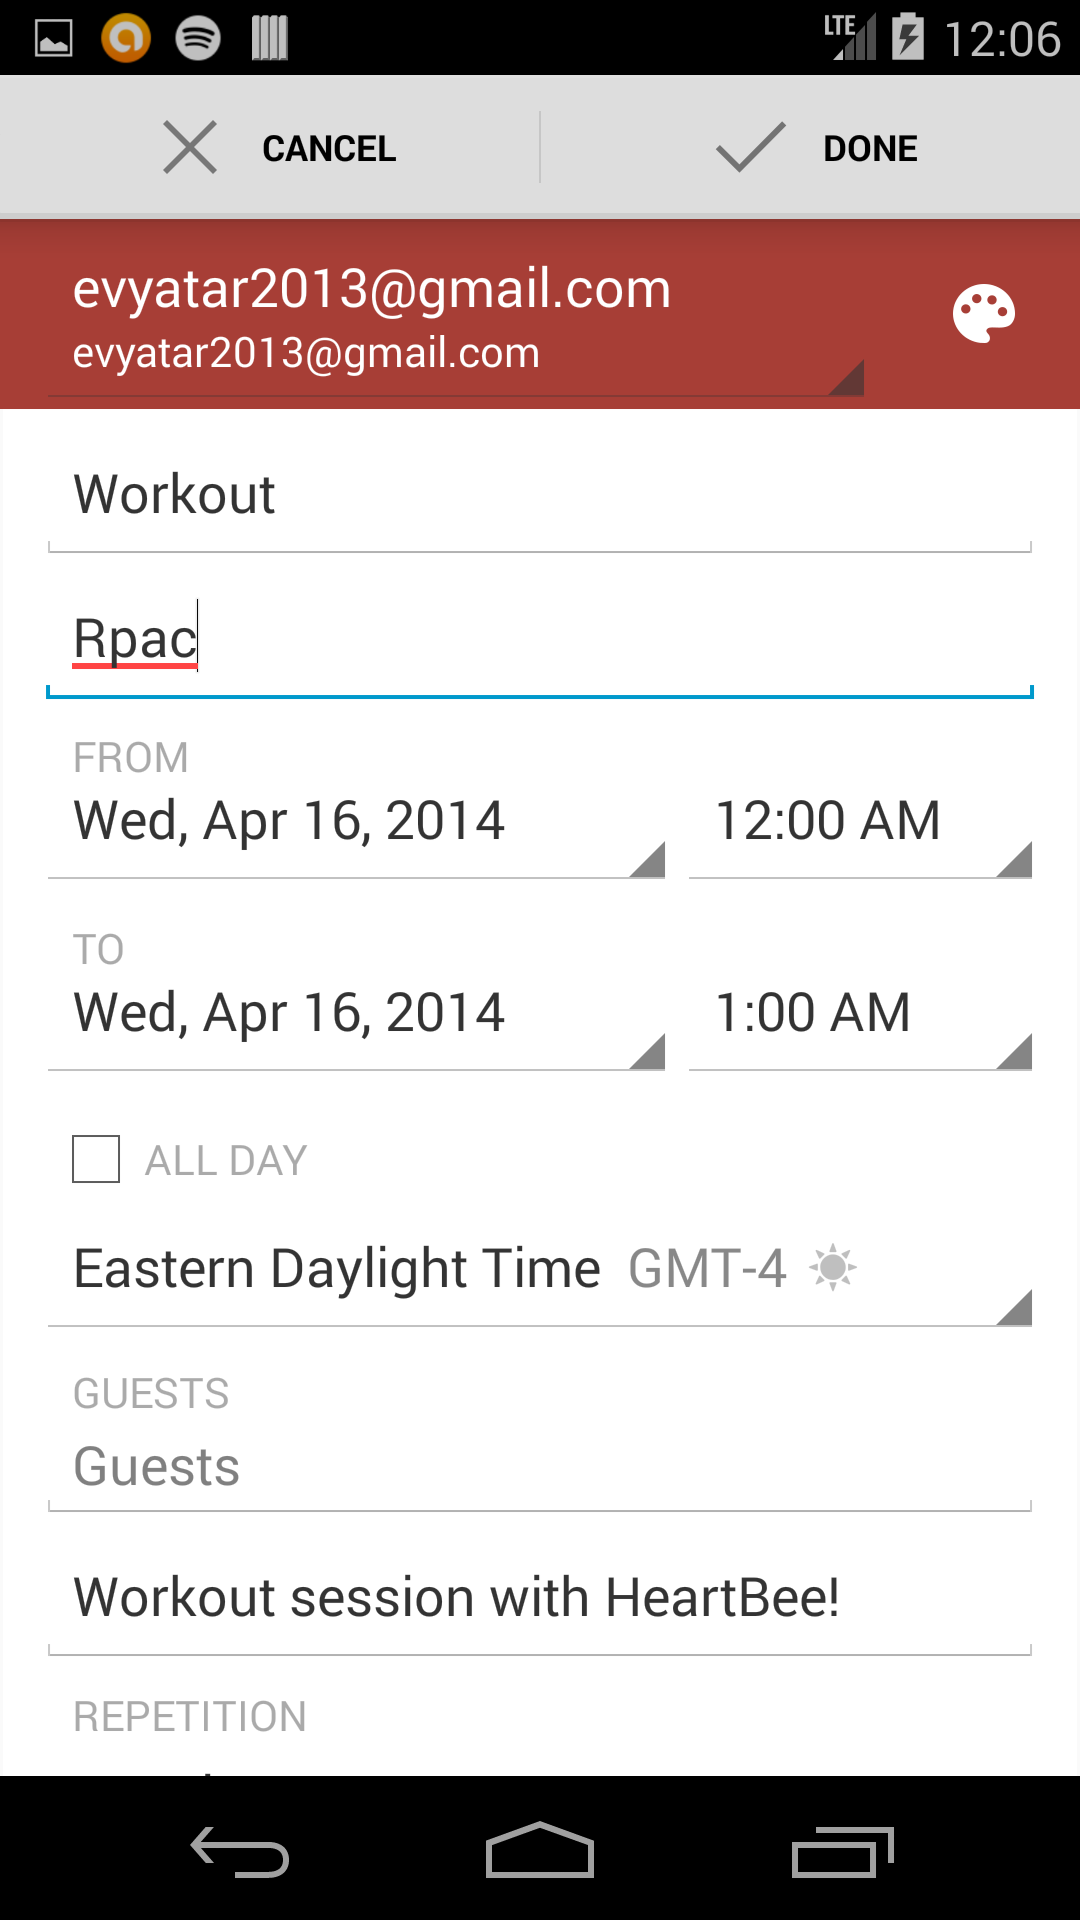 LTE 12:06
CANCEL DONE
evyatar2013@gmail.com
evyatar2013@gmail.com
Workout
Rpac
FROM
Wed, Apr 16, 2014 12:00 AM
TO
Wed, Apr 16, 2014 1:00 AM
ALL DAY
Eastern Daylight Time GMT-4
GUESTS
Guests
Workout session with HeartBee!
REPETITION